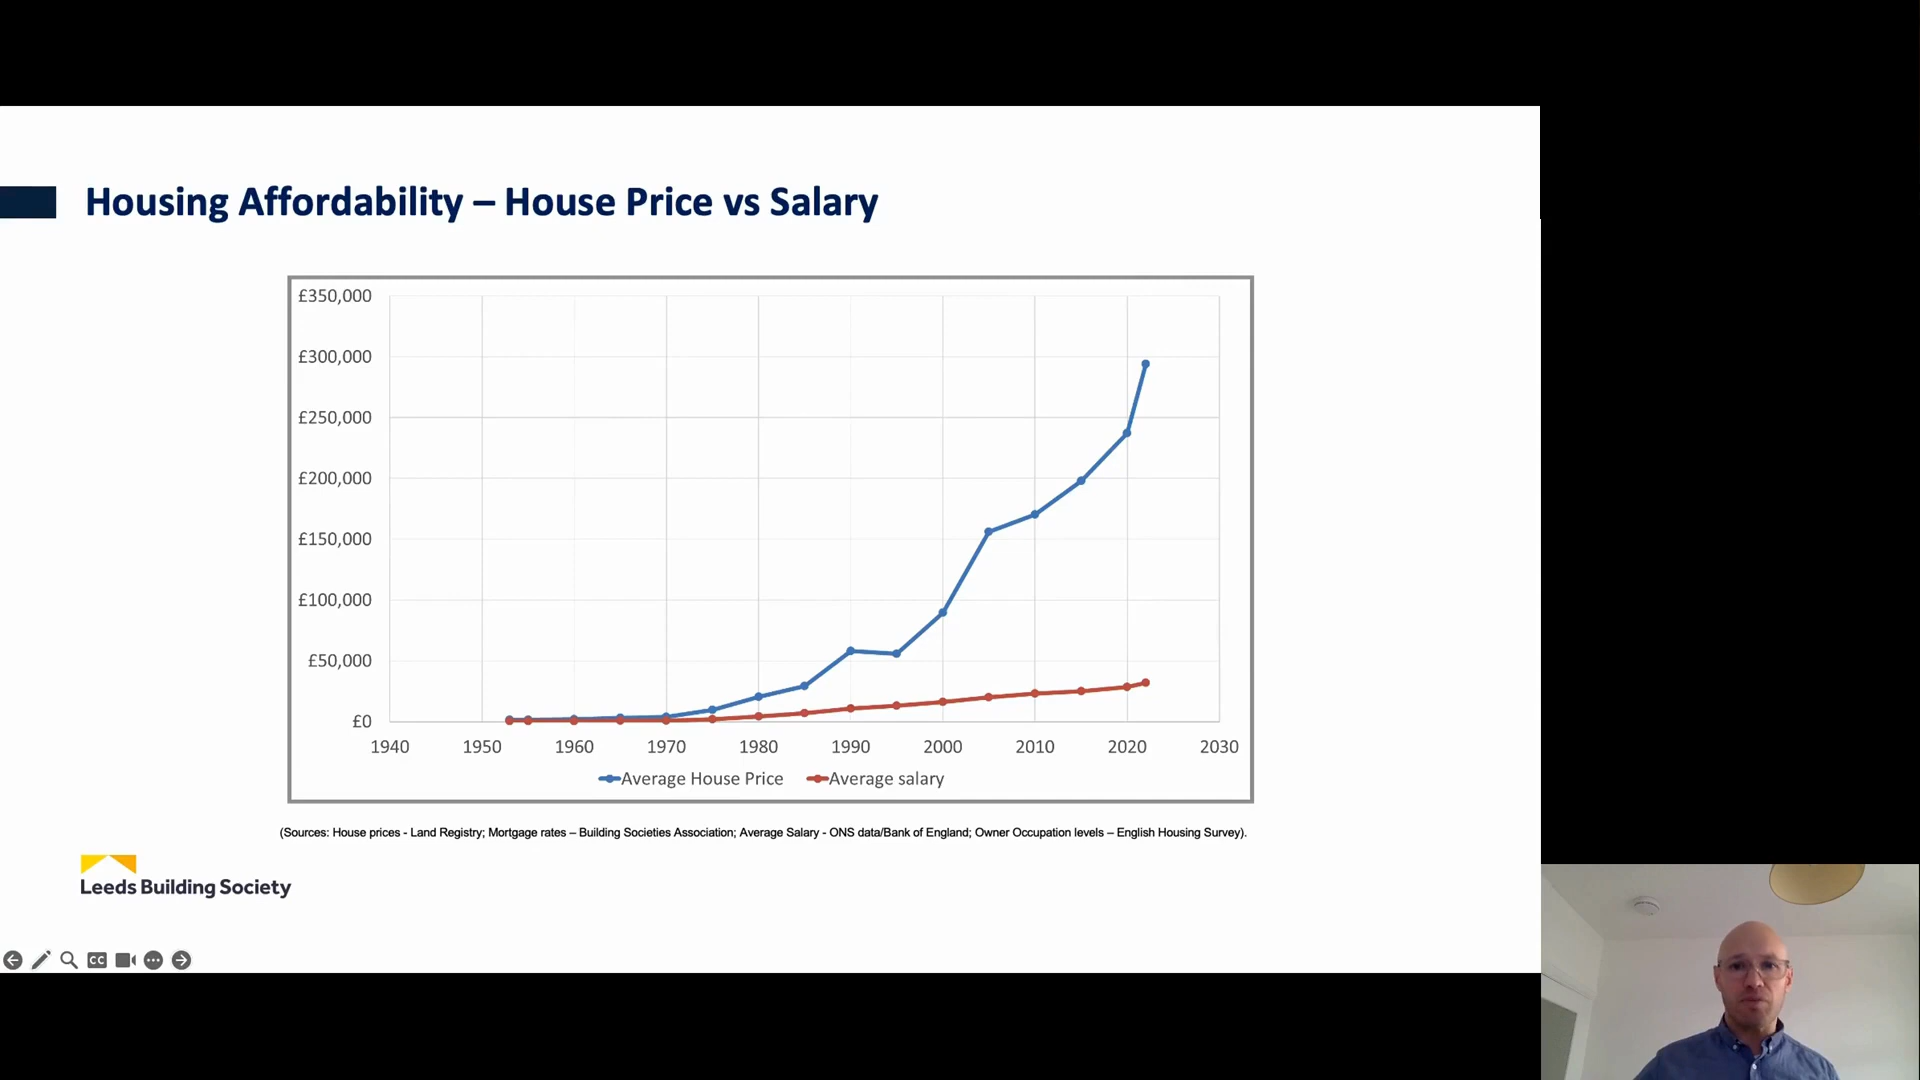 Housing Affordability – House Price vs Salary
£350,000
£300,000
£250,000
£200,000
£150,000
£100,000
£50,000
£0
1940 1950 1960 1970 1980 1990 2000 2010 2020 2030
Average House Price Average salary
(Sources: House prices - Land Registry; Mortgage rates – Building Societies Association; Average Salary - ONS data/Bank of England; Owner Occupation levels – English Housing Survey).
Leeds Building Society
CC